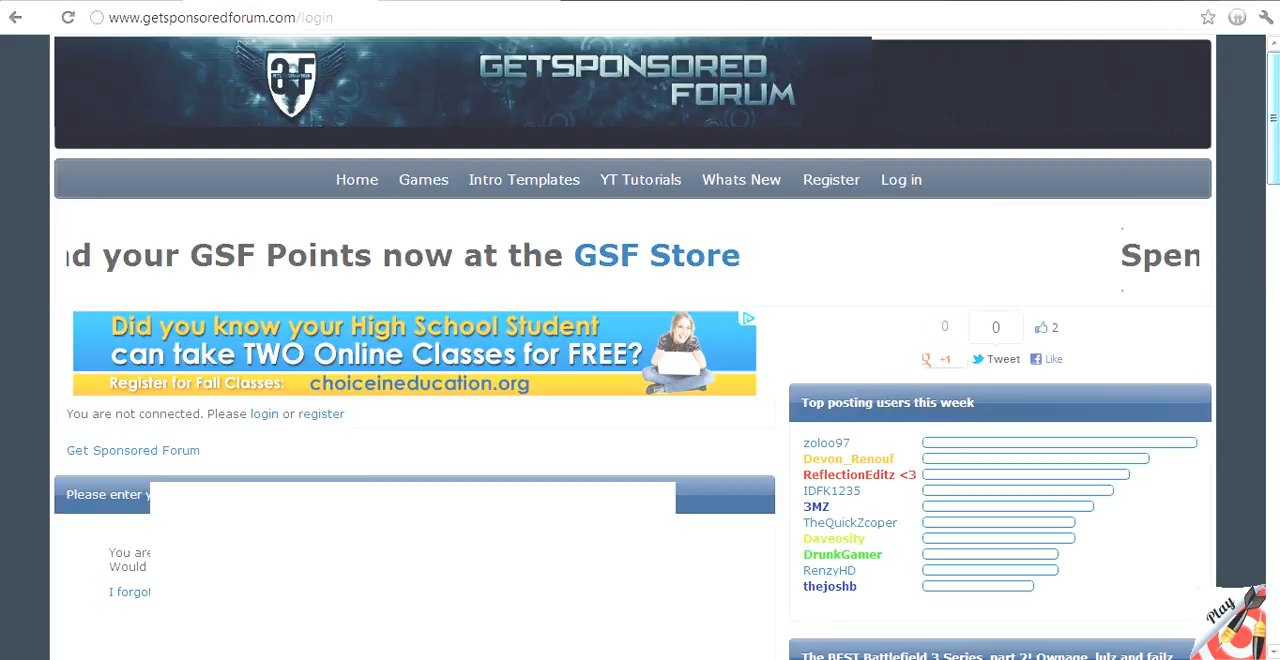 www.getsponsoredforum.com/login
GSF
GETSPONSORED
FORUM
Home Games Intro Templates YT Tutorials Whats New Register Log in
d your GSF Points now at the GSF Store
Spen
Did you know your High School Student
can take TWO Online Classes for FREE?
Register for Fall Classes: choiceineducation.org
0 0 2
+1 Tweet Like
You are not connected. Please login or register
Get Sponsored Forum
Please enter y
You are
Would
I forgot
Top posting users this week
zoloo97
Devon_Renouf
ReflectionEditz <3
IDFK1235
3MZ
TheQuickZcoper
Daveosity
DrunkGamer
RenzyHD
thejoshb
Play
The BEST Battlefield 3 Series, part 2! Ownage, lulz and failz